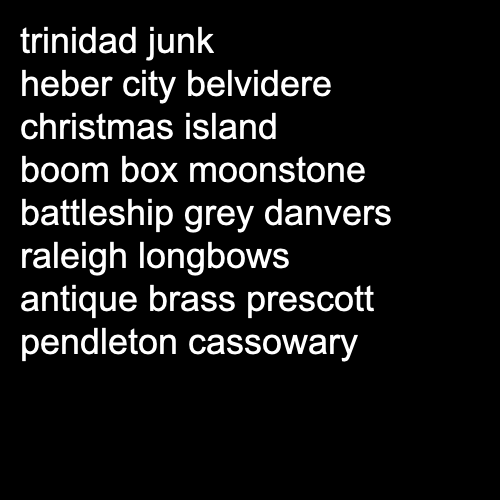 trinidad junk
heber city belvidere
christmas island
boom box moonstone
battleship grey danvers
raleigh longbows
antique brass prescott
pendleton cassowary